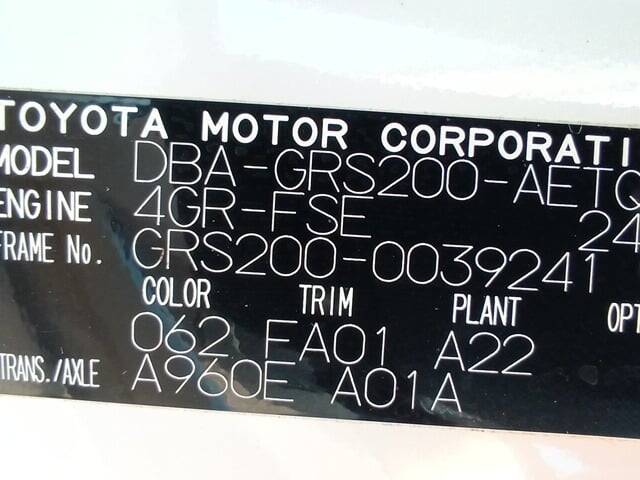 TOYOTA MOTOR CORPORATI
MODEL DBA-GRS200-AETQ
ENGINE 4GR-FSE 24
FRAME No. GRS200-0039241
COLOR TRIM PLANT OPT
062 EA01 A22
TRANS./AXLE A960E A01A